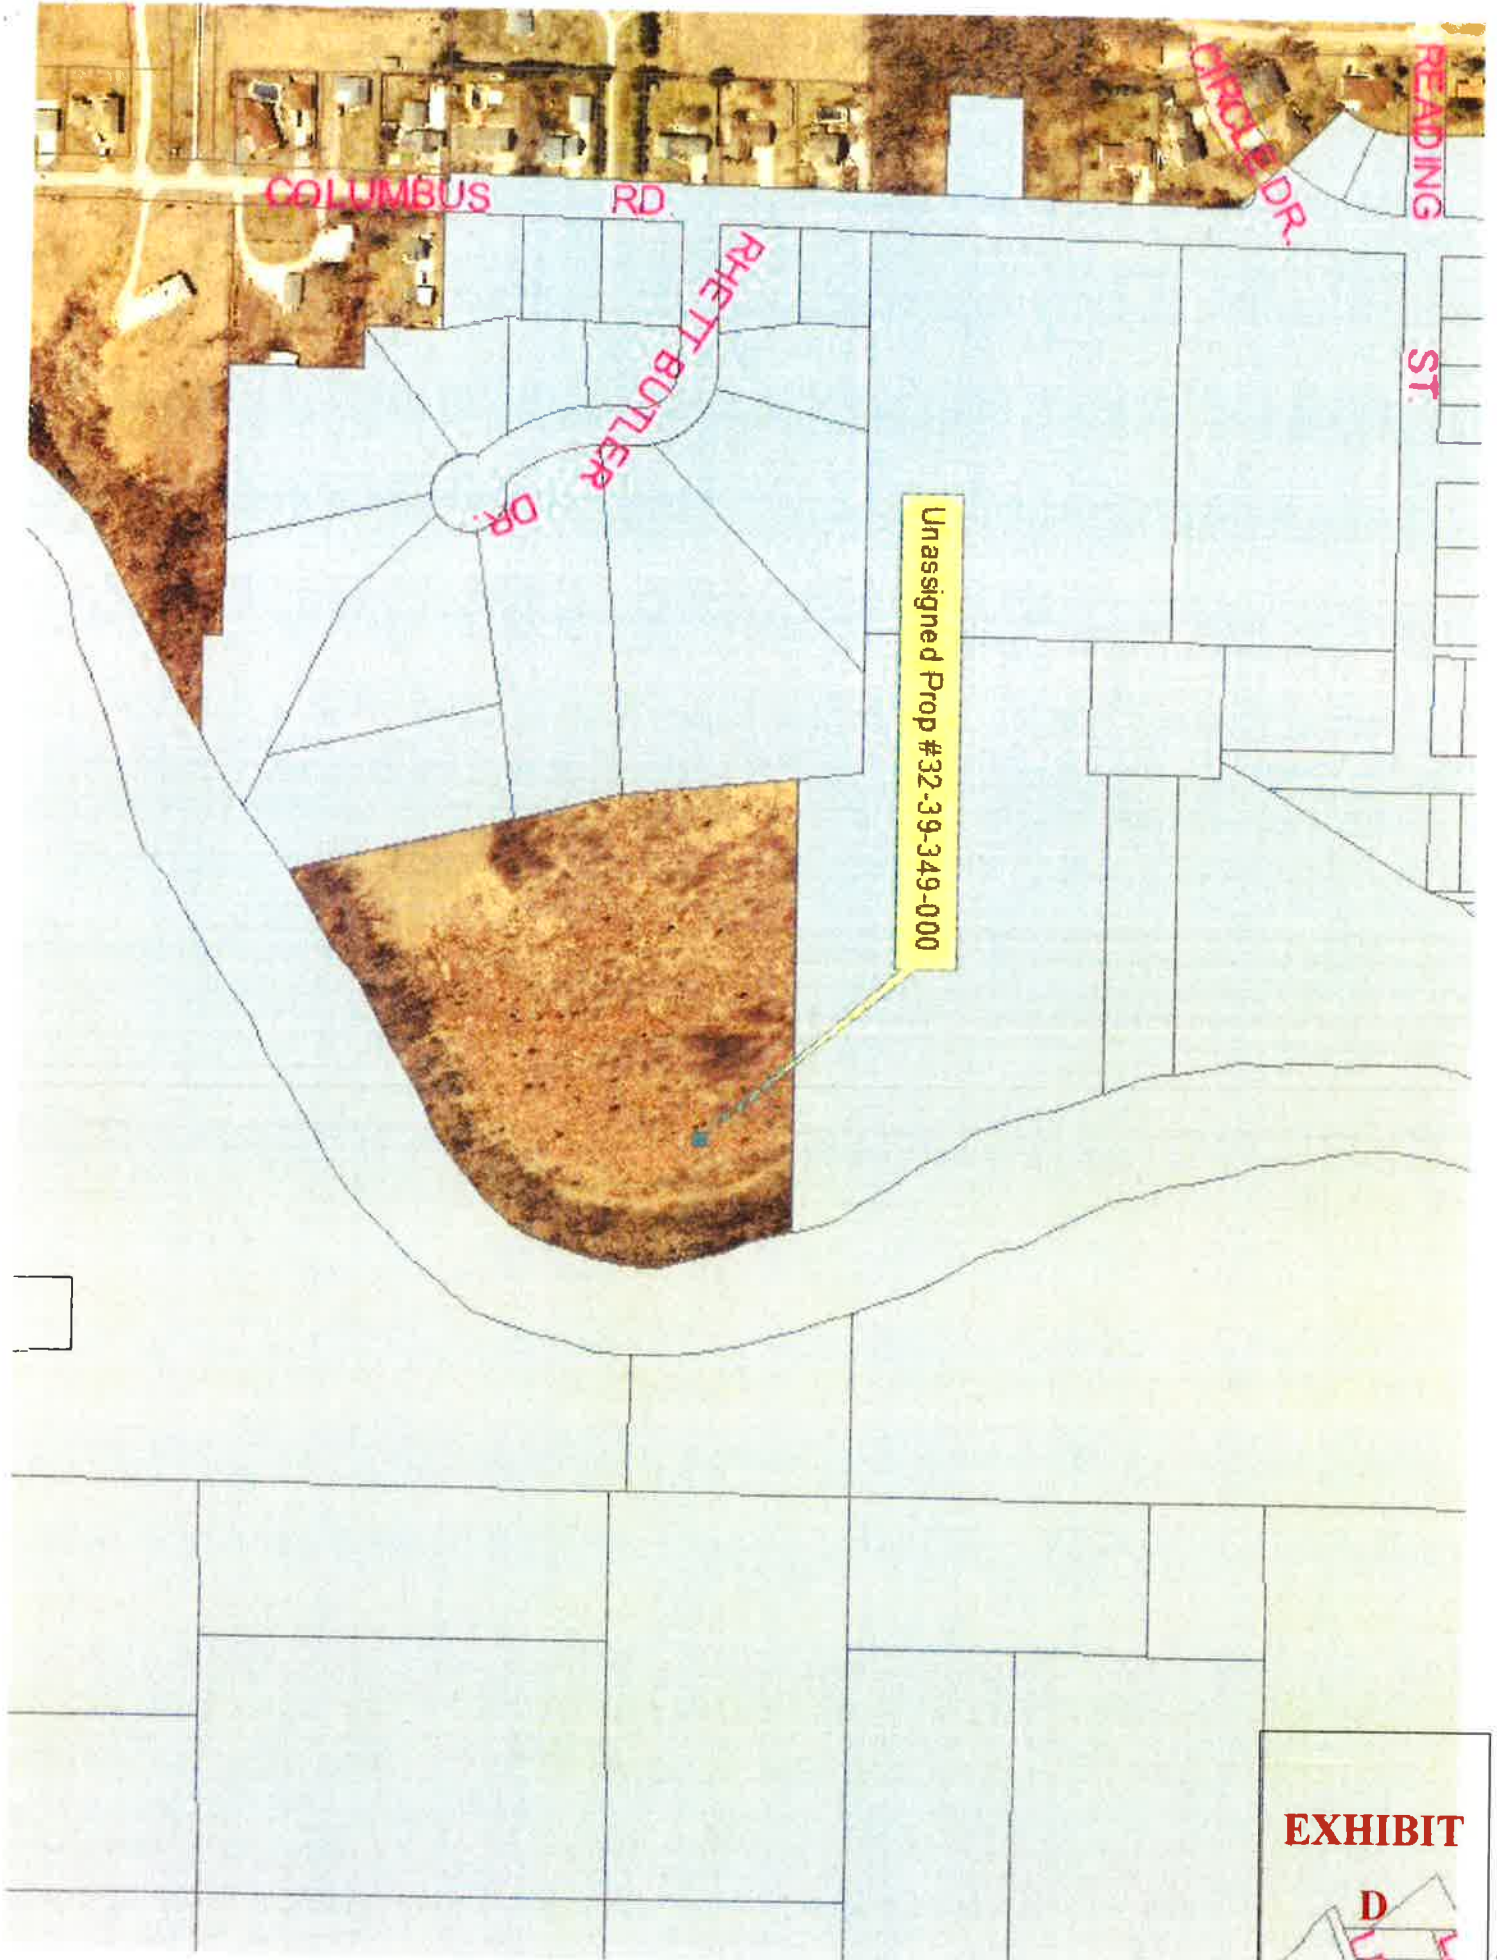 READING
CIRCLE DR.
COLUMBUS RD.
RHETT BUTLER DR.
ST.
Unassigned Prop #32-39-349-000
EXHIBIT
D